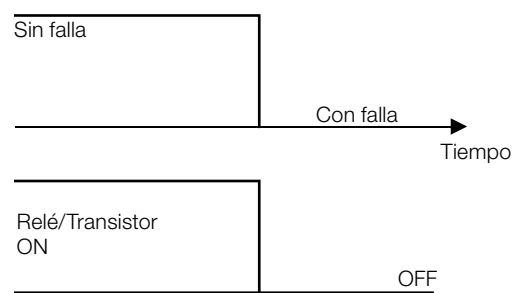 Sin falla
Con falla
Tiempo
Relé/Transistor
ON
OFF